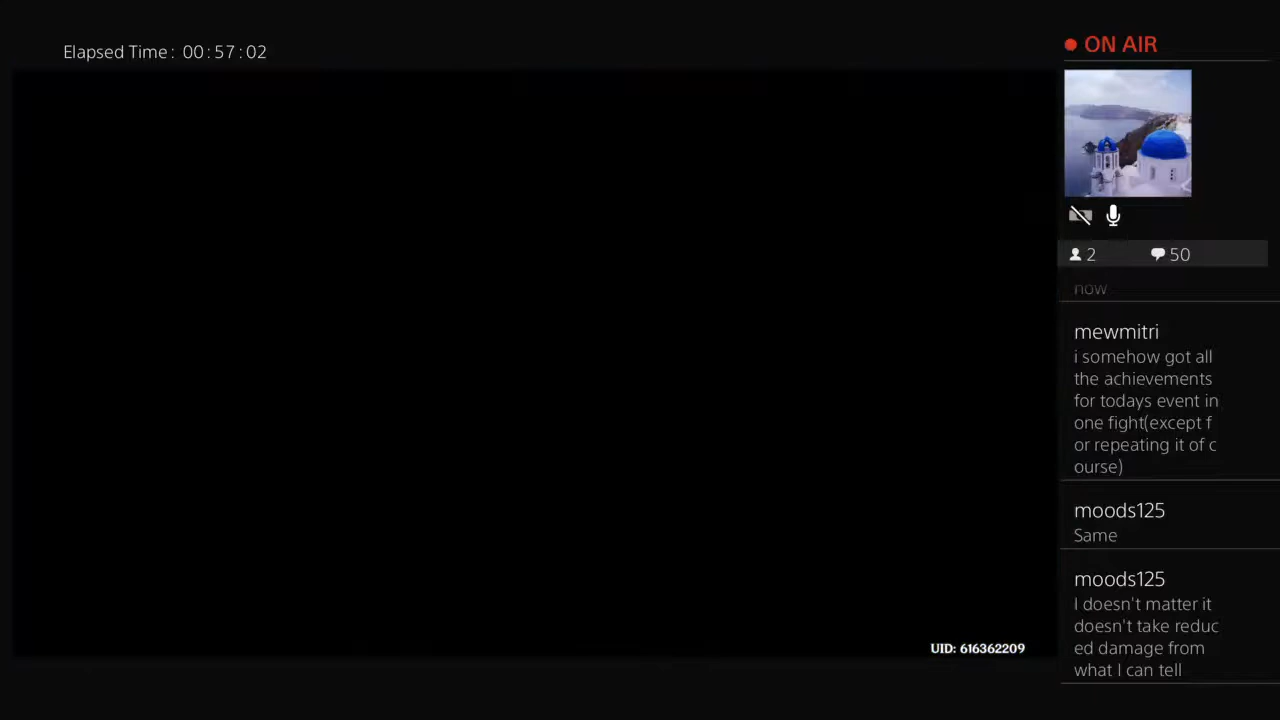 Elapsed Time: 00:57:02
ON AIR
2 50
now
mewmitri
i somehow got all
the achievements
for todays event in
one fight(except f
or repeating it of c
ourse)
moods125
Same
moods125
I doesn't matter it
doesn't take reduc
ed damage from
what I can tell
UID: 616362209